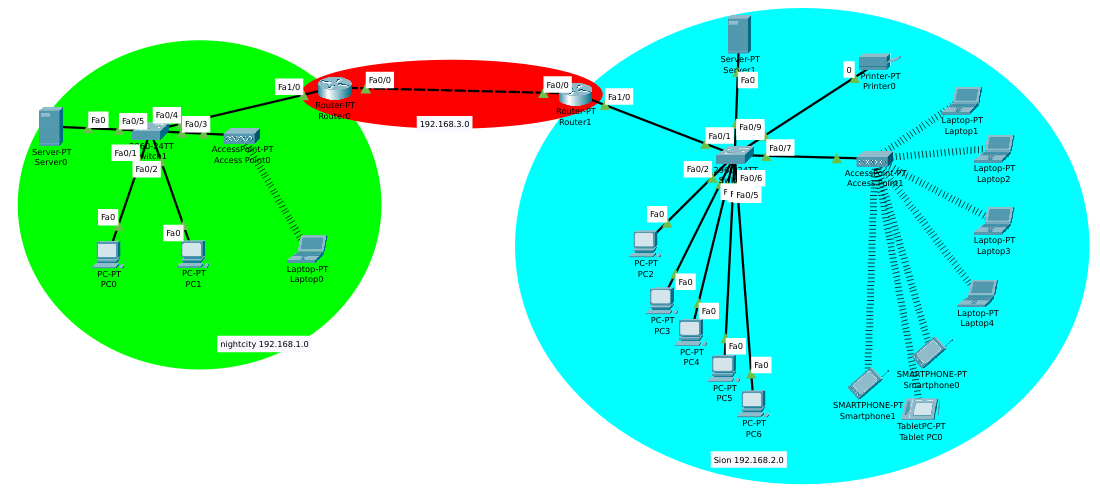 Server-PT
Server0
Fa0
Fa0/5
Fa0/4
Fa0/3
Fa0/1
Fa0/2
AccessPoint-PT
Access Point0
Fa0
PC-PT
PC0
Fa0
PC-PT
PC1
Laptop-PT
Laptop0
nightcity 192.168.1.0
Fa1/0
Router-PT
Router0
Fa0/0
192.168.3.0
Fa0/0
Router-PT
Router1
Fa1/0
Server-PT
Server1
Fa0
0
Printer-PT
Printer0
Fa0/1
Fa0/9
Fa0/7
Fa0/2
Fa0/6
Fa0/5
AccessPoint-PT
Access Point1
Laptop-PT
Laptop1
Laptop-PT
Laptop2
Laptop-PT
Laptop3
Laptop-PT
Laptop4
Fa0
PC-PT
PC2
Fa0
PC-PT
PC3
Fa0
PC-PT
PC4
Fa0
PC-PT
PC5
Fa0
PC-PT
PC6
SMARTPHONE-PT
Smartphone0
SMARTPHONE-PT
Smartphone1
TabletPC-PT
Tablet PC0
Sion 192.168.2.0